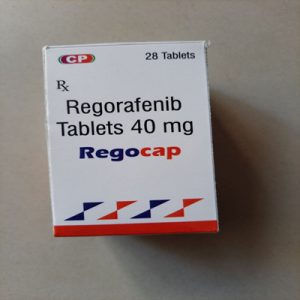 CP
28 Tablets
Rx
Regorafenib
Tablets 40 mg
Regocap